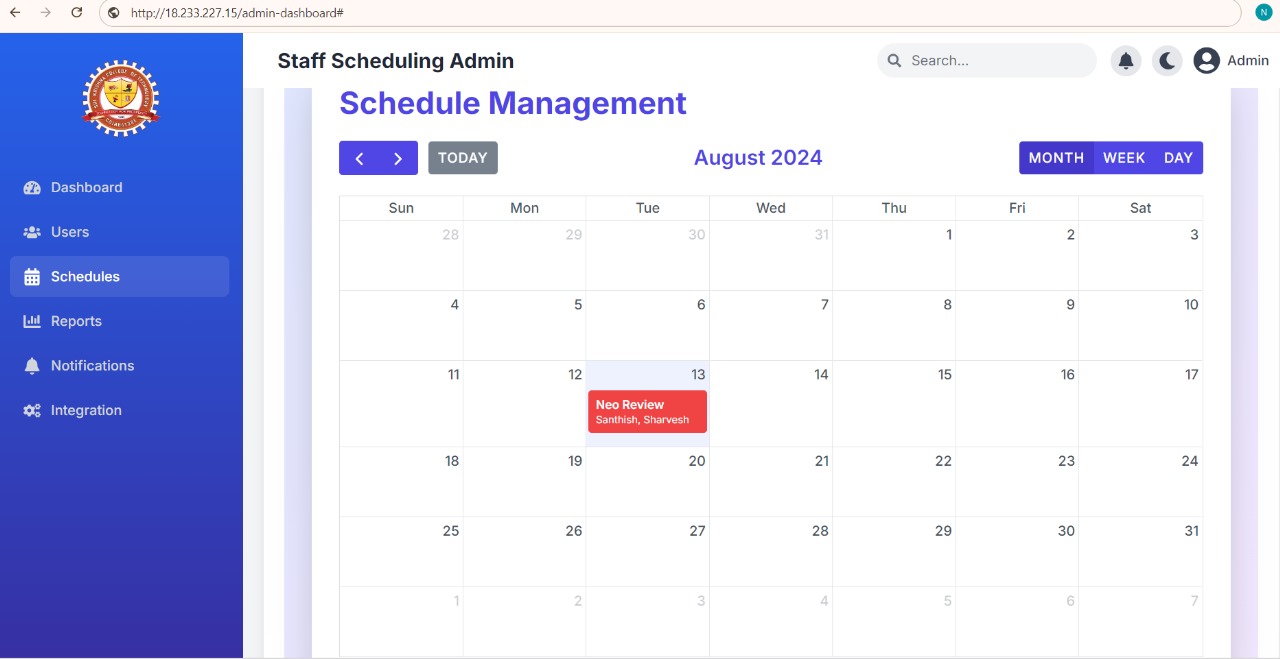 http://18.233.227.15/admin-dashboard#
N
Staff Scheduling Admin
Search...
Admin
Dashboard
Users
Schedules
Reports
Notifications
Integration
Schedule Management
TODAY
August 2024
MONTH WEEK DAY
Sun Mon Tue Wed Thu Fri Sat
28 29 30 31 1 2 3
4 5 6 7 8 9 10
11 12 13 14 15 16 17
Neo Review
Santhish, Sharvesh
18 19 20 21 22 23 24
25 26 27 28 29 30 31
1 2 3 4 5 6 7